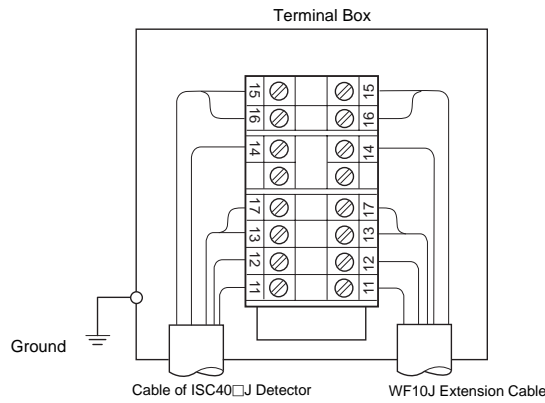 Terminal Box
15 15
16 16
14 14
17 17
13 13
12 12
11 11
Ground
Cable of ISC40□J Detector
WF10J Extension Cable